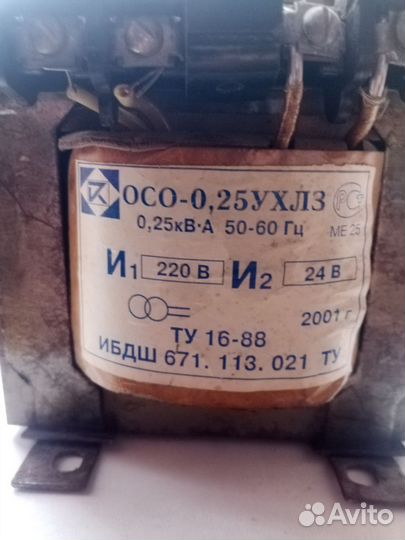 ОСО-0,25УХЛ3
0,25кВ·А 50-60 Гц
РСТ
МЕ 25
И1 220 В И2 24 В
2001 г.
ТУ 16-88
ИБДШ 671. 113. 021 ТУ
Avito